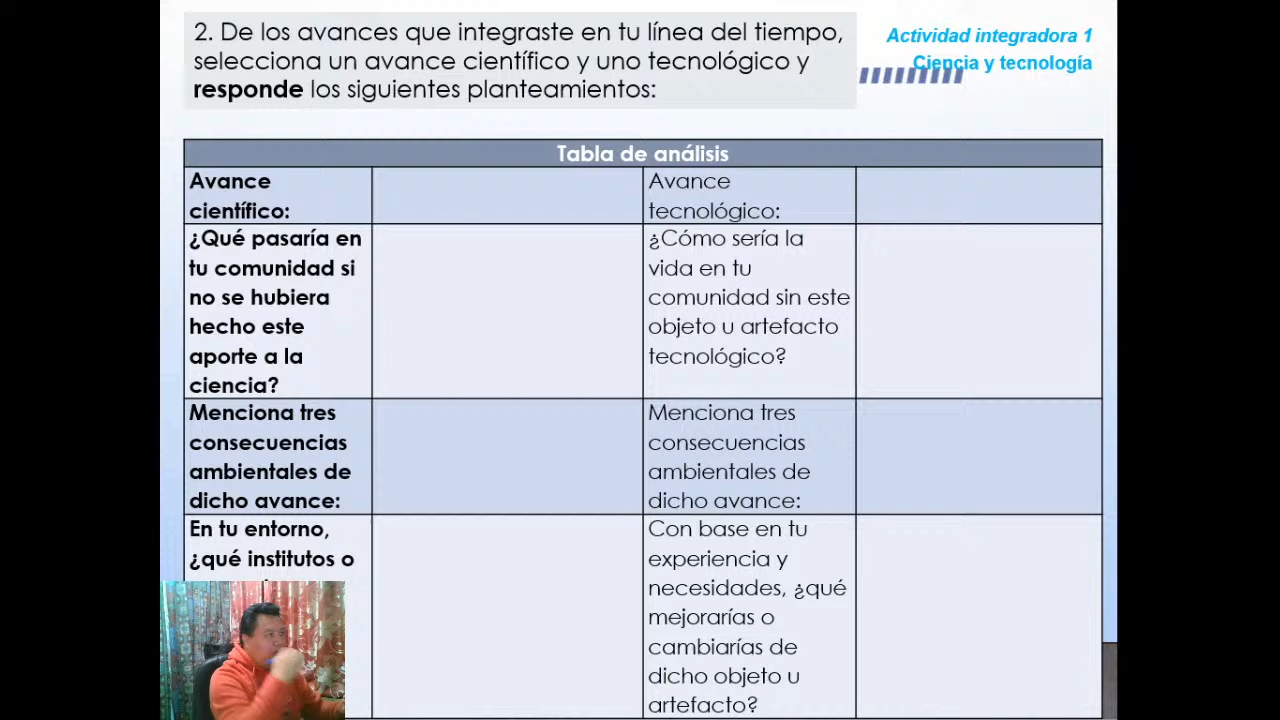 2. De los avances que integraste en tu línea del tiempo,
selecciona un avance científico y uno tecnológico y
responde los siguientes planteamientos:
Actividad integradora 1
Ciencia y tecnología
Tabla de análisis
Avance
científico:
Avance
tecnológico:
¿Qué pasaría en
tu comunidad si
no se hubiera
hecho este
aporte a la
ciencia?
¿Cómo sería la
vida en tu
comunidad sin este
objeto u artefacto
tecnológico?
Menciona tres
consecuencias
ambientales de
dicho avance:
Menciona tres
consecuencias
ambientales de
dicho avance:
En tu entorno,
¿qué institutos o
Con base en tu
experiencia y
necesidades, ¿qué
mejorarías o
cambiarías de
dicho objeto u
artefacto?